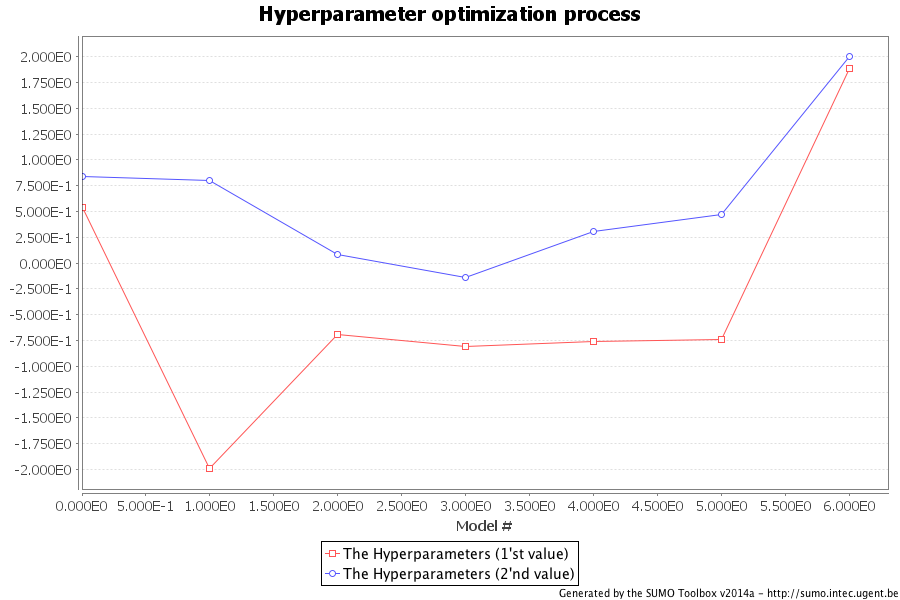 Hyperparameter optimization process
2.000E0
1.750E0
1.500E0
1.250E0
1.000E0
7.500E-1
5.000E-1
2.500E-1
0.000E0
-2.500E-1
-5.000E-1
-7.500E-1
-1.000E0
-1.250E0
-1.500E0
-1.750E0
-2.000E0
0.000E0 5.000E-1 1.000E0 1.500E0 2.000E0 2.500E0 3.000E0 3.500E0 4.000E0 4.500E0 5.000E0 5.500E0 6.000E0
Model #
The Hyperparameters (1'st value)
The Hyperparameters (2'nd value)
Generated by the SUMO Toolbox v2014a - http://sumo.intec.ugent.be